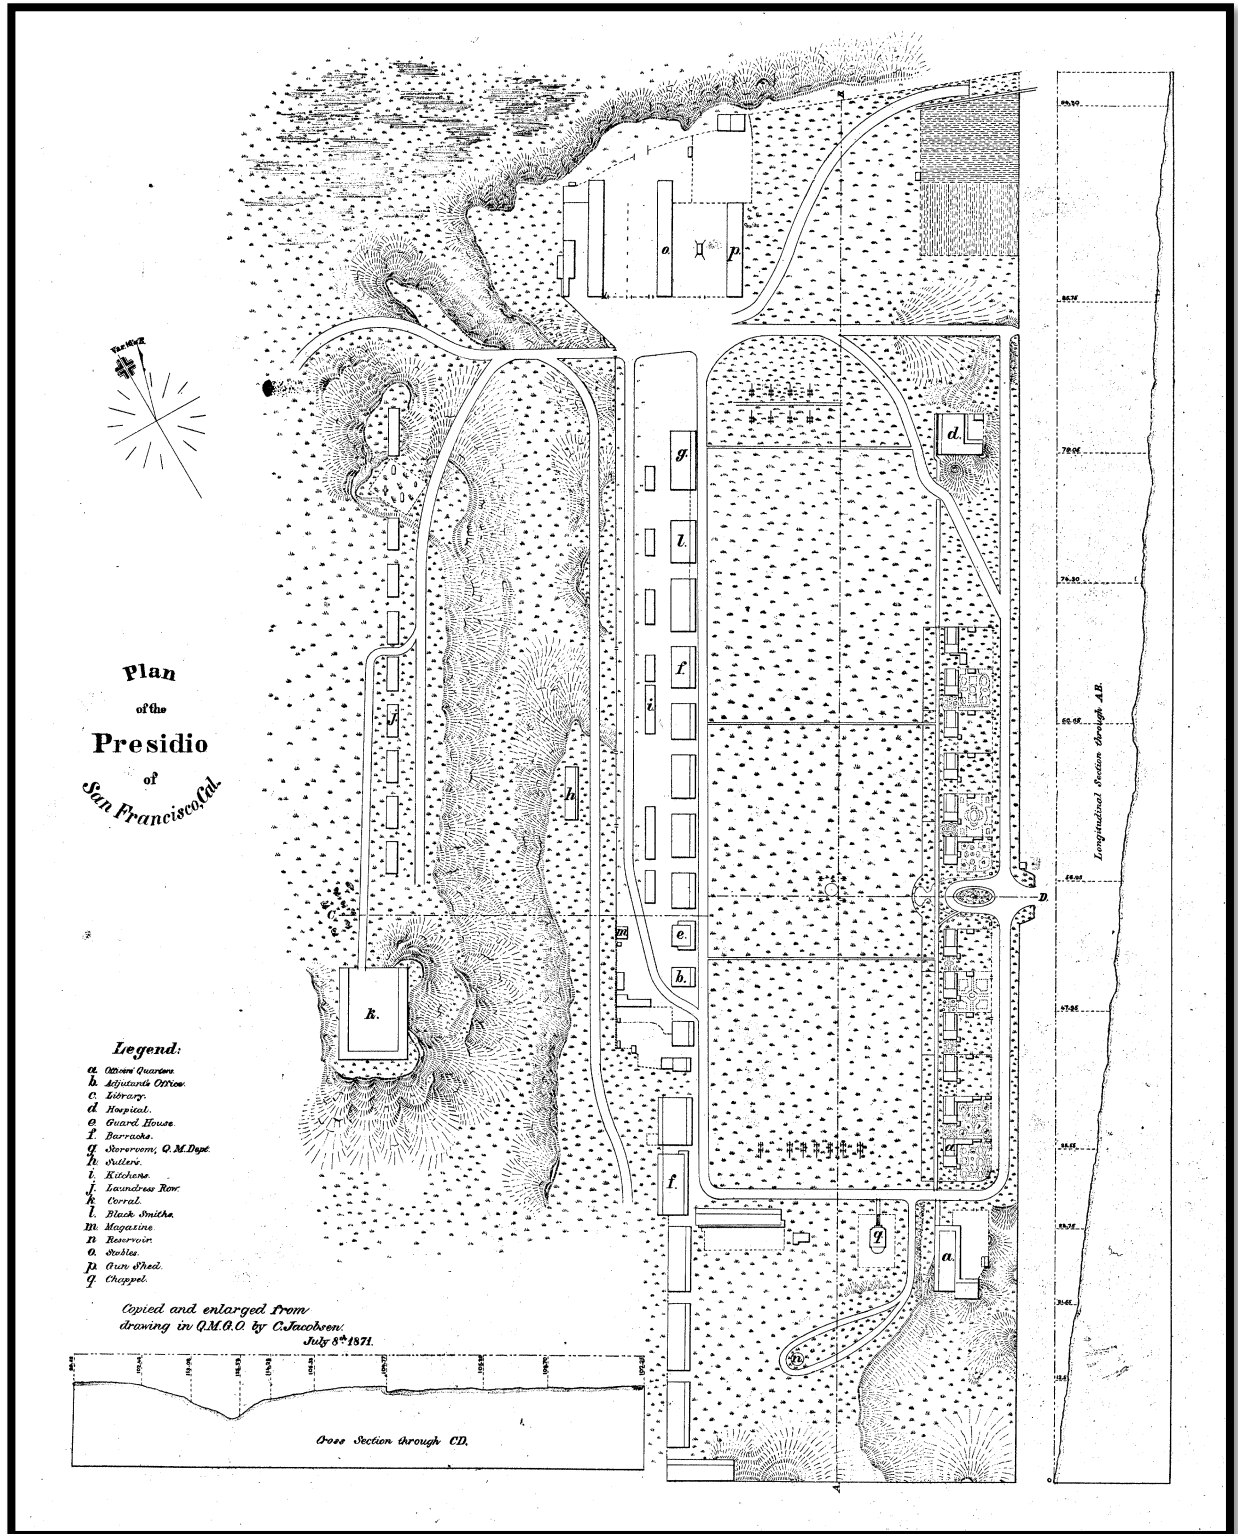 Plan
of the
Presidio
of
San Francisco, Cal.
Legend:
a Officers' Quarters.
b. Adjutants Office.
c. Library.
d Hospital.
e Guard House.
f. Barracks.
g Storeroom, Q.M.Dept.
h Sutlers.
i. Kitchens.
j. Laundress Row.
k Corral.
l. Black Smiths.
m Magazine
n Reservoir.
o. Stables.
p. Gun Shed.
q Chappel.
Copied and enlarged from
drawing in Q.M.G.O. by C. Jacobsen.
July 8th 1871.
Cross Section through CD.
Longitudinal Section through AB.
o.
p.
d.
g
l.
f.
i
J.
h
C.
D.
m
e
b.
k.
a
f.
q
a
n
A.
B
0